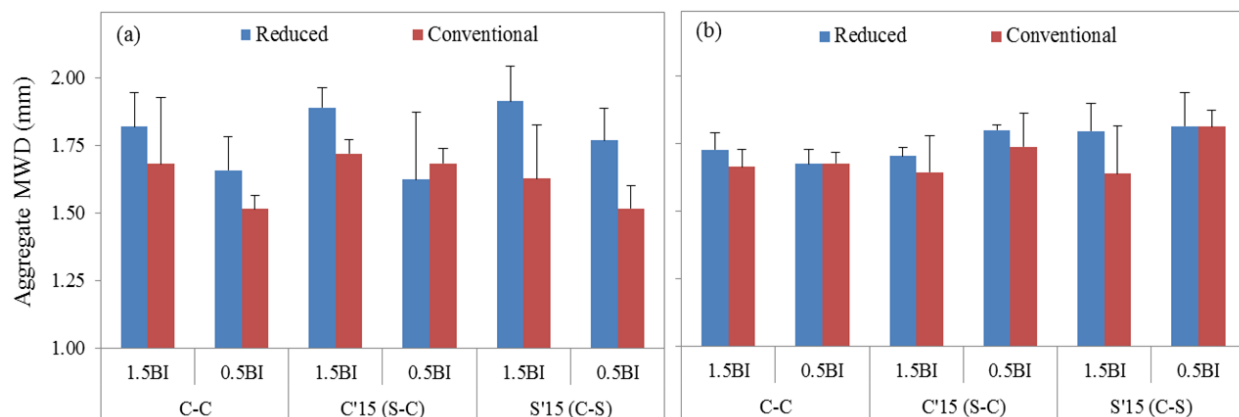 (a)
Reduced
Conventional
(b)
Reduced
Conventional
Aggregate MWD (mm)
2.00
1.75
1.50
1.25
1.00
1.5BI 0.5BI 1.5BI 0.5BI 1.5BI 0.5BI
C-C C'15 (S-C) S'15 (C-S)
1.5BI 0.5BI 1.5BI 0.5BI 1.5BI 0.5BI
C-C C'15 (S-C) S'15 (C-S)